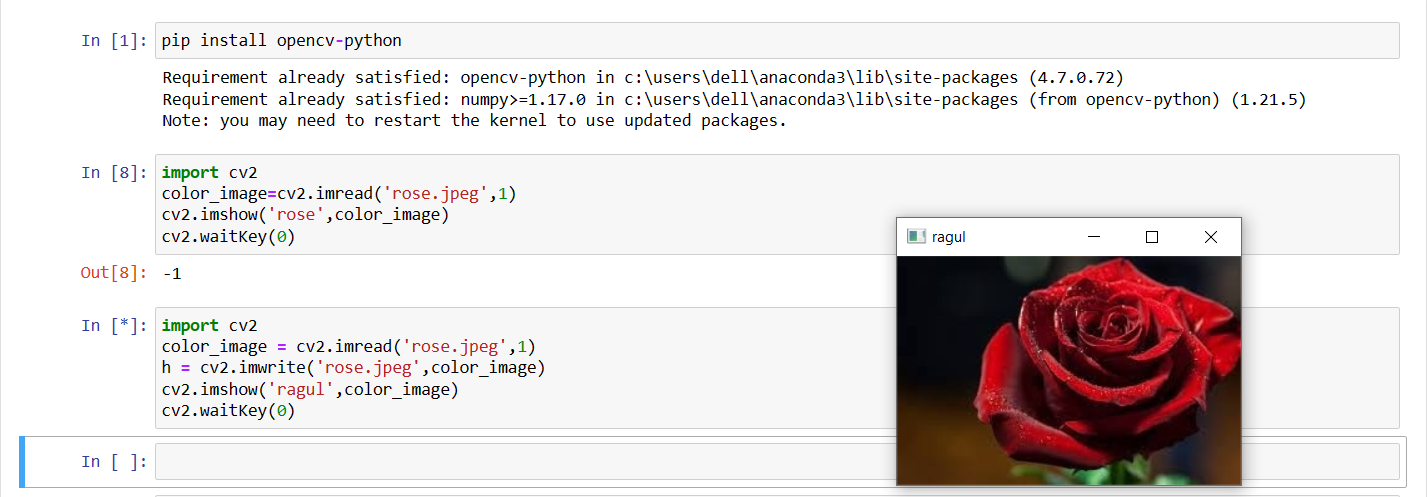 In [1]: pip install opencv-python
Requirement already satisfied: opencv-python in c:\users\dell\anaconda3\lib\site-packages (4.7.0.72)
Requirement already satisfied: numpy>=1.17.0 in c:\users\dell\anaconda3\lib\site-packages (from opencv-python) (1.21.5)
Note: you may need to restart the kernel to use updated packages.
In [8]: import cv2
color_image=cv2.imread('rose.jpeg',1)
cv2.imshow('rose',color_image)
cv2.waitKey(0)
Out[8]: -1
In [*]: import cv2
color_image = cv2.imread('rose.jpeg',1)
h = cv2.imwrite('rose.jpeg',color_image)
cv2.imshow('ragul',color_image)
cv2.waitKey(0)
ragul
In [ ]: